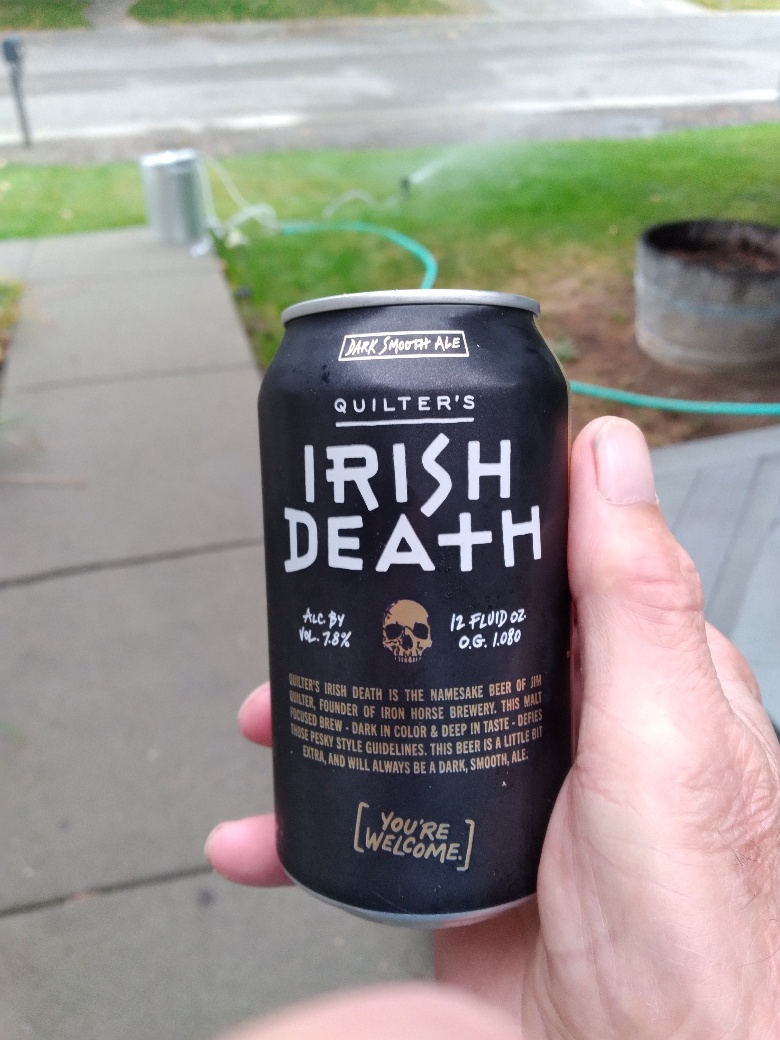 DARK SMOOTH ALE
QUILTER'S
IRISH
DEATH
ALC. BY
VOL. 7.8%
12 FLUID OZ.
O.G. 1.080
QUILTER'S IRISH DEATH IS THE NAMESAKE BEER OF JIM
QUILTER, FOUNDER OF IRON HORSE BREWERY. THIS MALT
FOCUSED BREW - DARK IN COLOR & DEEP IN TASTE - DEFIES
THOSE PESKY STYLE GUIDELINES. THIS BEER IS A LITTLE BIT
EXTRA, AND WILL ALWAYS BE A DARK, SMOOTH, ALE.
[YOU'RE
WELCOME.]